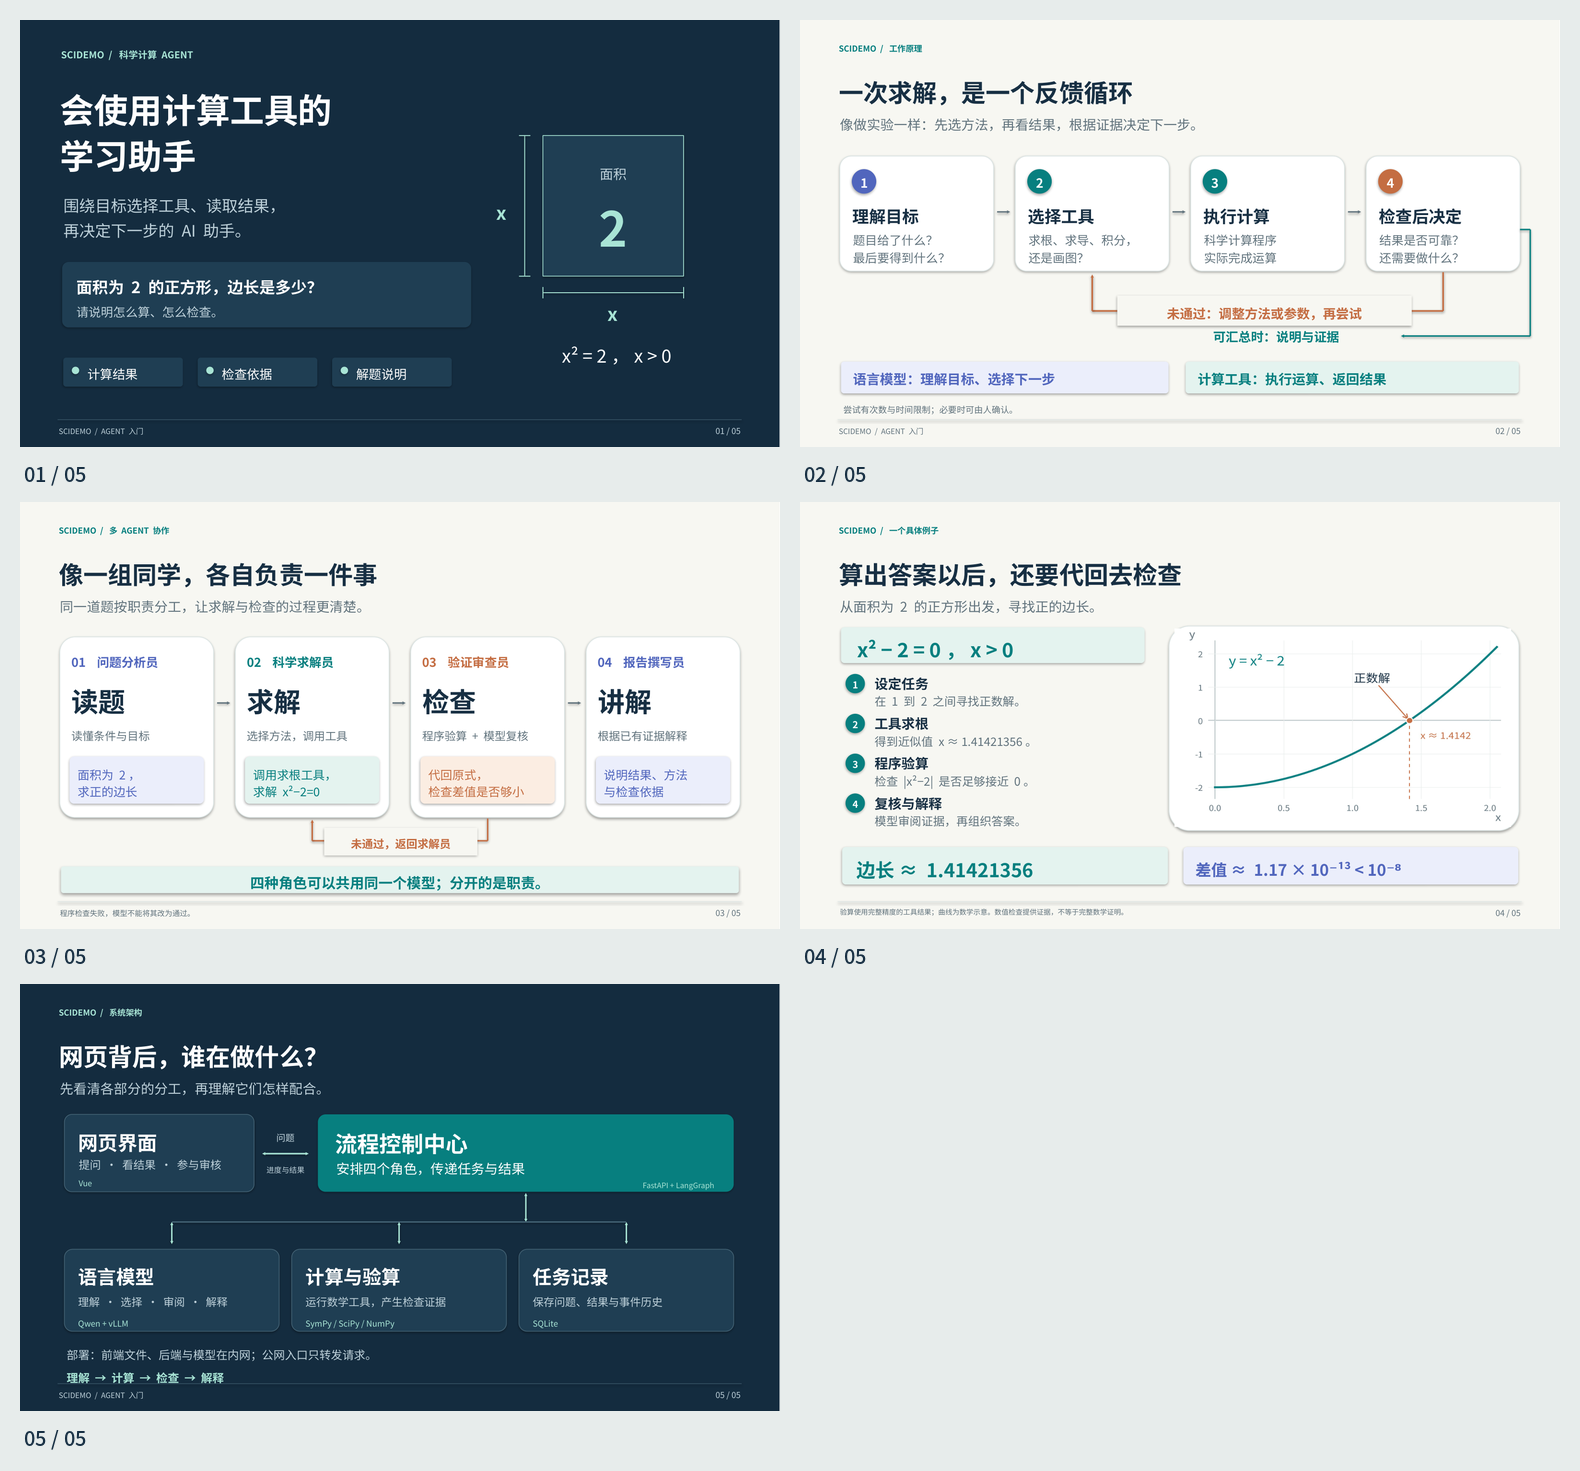 SCIDEMO / 科学计算 AGENT
会使用计算工具的
学习助手
围绕目标选择工具、读取结果，
再决定下一步的 AI 助手。
面积为 2 的正方形，边长是多少？
请说明怎么算、怎么检查。
计算结果
检查依据
解题说明
面积
2
x
x
x² = 2 ， x > 0
SCIDEMO / AGENT 入门
01 / 05
01 / 05
SCIDEMO / 工作原理
一次求解，是一个反馈循环
像做实验一样：先选方法，再看结果，根据证据决定下一步。
1
理解目标
题目给了什么？
最后要得到什么？
2
选择工具
求根、求导、积分，
还是画图？
3
执行计算
科学计算程序
实际完成运算
4
检查后决定
结果是否可靠？
还需要做什么？
未通过：调整方法或参数，再尝试
可汇总时：说明与证据
语言模型：理解目标、选择下一步
计算工具：执行运算、返回结果
尝试有次数与时间限制；必要时可由人确认。
SCIDEMO / AGENT 入门
02 / 05
02 / 05
SCIDEMO / 多 AGENT 协作
像一组同学，各自负责一件事
同一道题按职责分工，让求解与检查的过程更清楚。
01 问题分析员
读题
读懂条件与目标
面积为 2 ，
求正的边长
02 科学求解员
求解
选择方法，调用工具
调用求根工具，
求解 x²−2=0
03 验证审查员
检查
程序验算 + 模型复核
代回原式，
检查差值是否够小
04 报告撰写员
讲解
根据已有证据解释
说明结果、方法
与检查依据
未通过，返回求解员
四种角色可以共用同一个模型；分开的是职责。
程序检查失败，模型不能将其改为通过。
03 / 05
03 / 05
SCIDEMO / 一个具体例子
算出答案以后，还要代回去检查
从面积为 2 的正方形出发，寻找正的边长。
x² − 2 = 0 ， x > 0
1 设定任务
在 1 到 2 之间寻找正数解。
2 工具求根
得到近似值 x ≈ 1.41421356 。
3 程序验算
检查 |x²−2| 是否足够接近 0 。
4 复核与解释
模型审阅证据，再组织答案。
y
y = x² − 2
正数解
x ≈ 1.4142
2
1
0
-1
-2
0.0 0.5 1.0 1.5 2.0
x
边长 ≈ 1.41421356
差值 ≈ 1.17 × 10⁻¹³ < 10⁻⁸
验算使用完整精度的工具结果；曲线为数学示意。数值检查提供证据，不等于完整数学证明。
04 / 05
04 / 05
SCIDEMO / 系统架构
网页背后，谁在做什么？
先看清各部分的分工，再理解它们怎样配合。
网页界面
提问 · 看结果 · 参与审核
Vue
问题
进度与结果
流程控制中心
安排四个角色，传递任务与结果
FastAPI + LangGraph
语言模型
理解 · 选择 · 审阅 · 解释
Qwen + vLLM
计算与验算
运行数学工具，产生检查证据
SymPy / SciPy / NumPy
任务记录
保存问题、结果与事件历史
SQLite
部署：前端文件、后端与模型在内网；公网入口只转发请求。
理解 → 计算 → 检查 → 解释
SCIDEMO / AGENT 入门
05 / 05
05 / 05